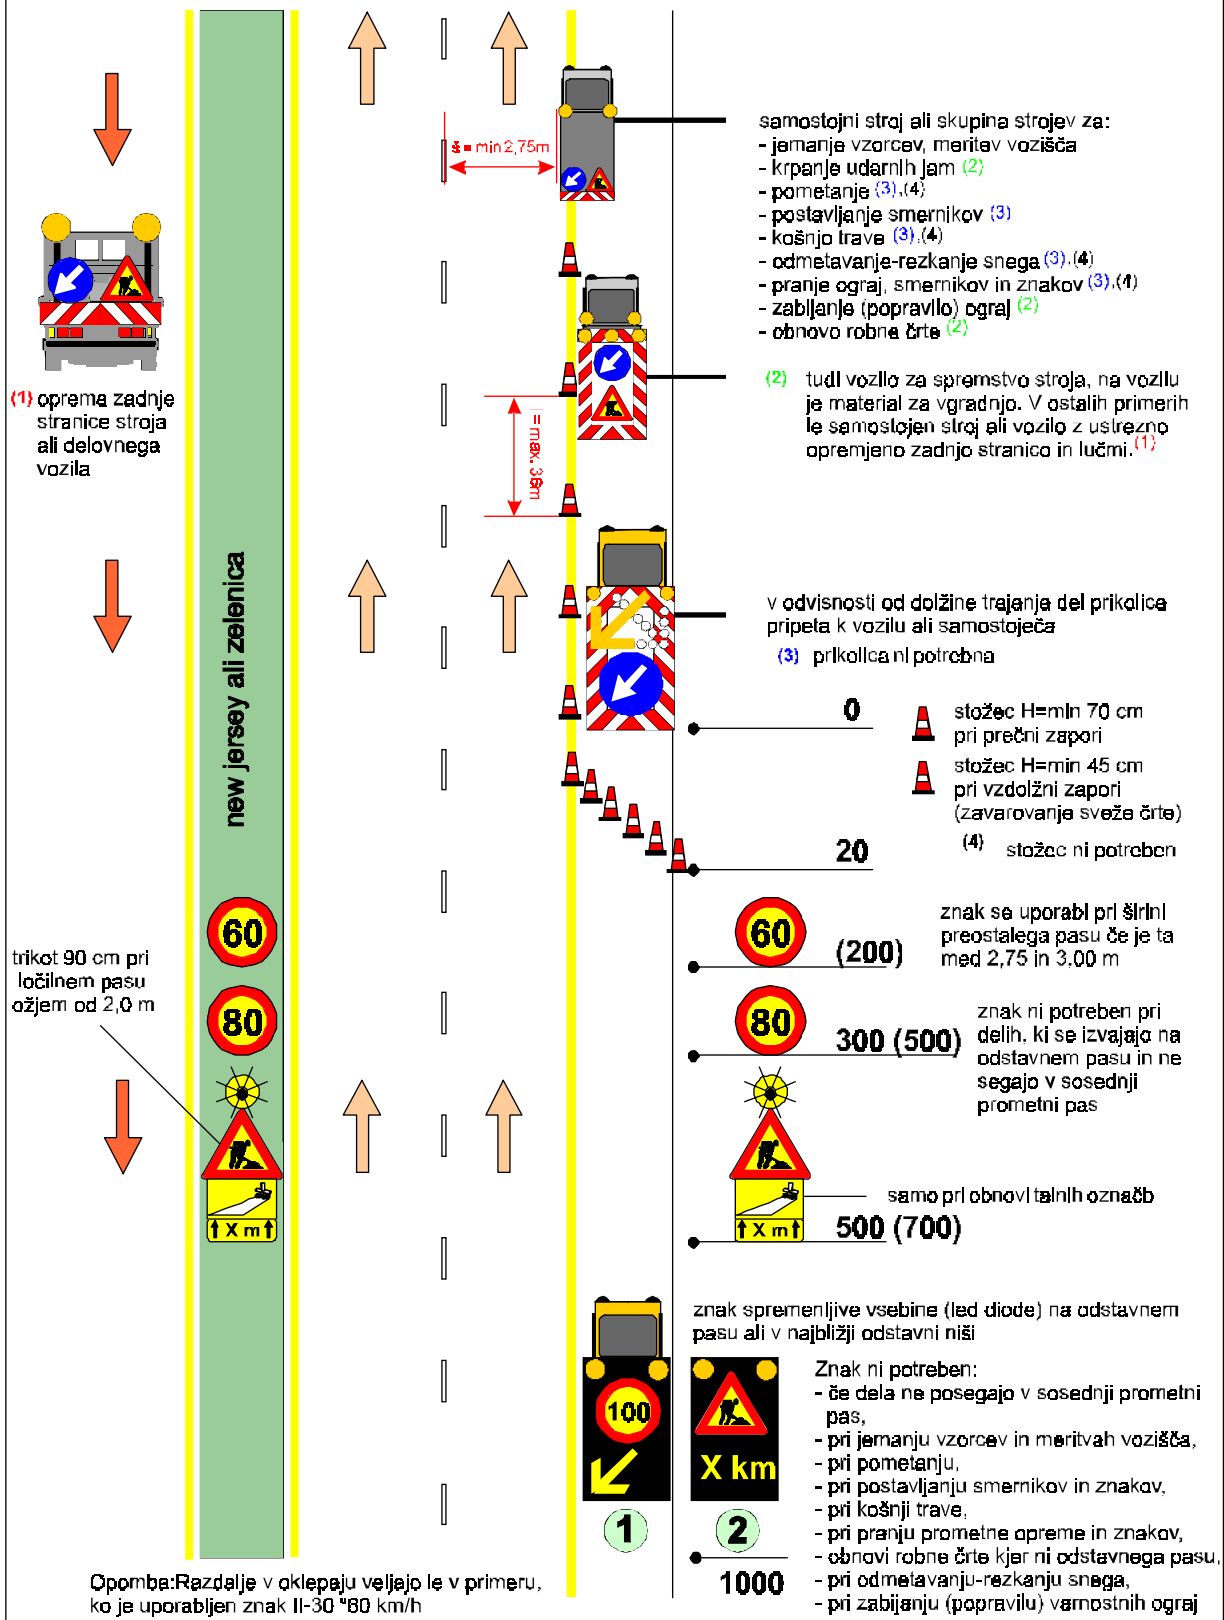 samostojni stroj ali skupina strojev za:
- jemanje vzorcev, meritev vozišča
- krpanje udarnih jam (2)
- pometanje (3),(4)
- postavljanje smernikov (3)
- košnjo trave (3),(4)
- odmetavanje-rezkanje snega (3),(4)
- pranje ograj, smernikov in znakov (3),(4)
- zabijanje (popravilo) ograj (2)
- obnovo robne črte (2)
š = min 2,75m
(1) oprema zadnje
stranice stroja
ali delovnega
vozila
(2) tudi vozilo za spremstvo stroja, na vozilu
je material za vgradnjo. V ostalih primerih
le samostojen stroj ali vozilo z ustrezno
opremljeno zadnjo stranico in lučmi.(1)
l = max. 36m
new jersey ali zelenica
v odvisnosti od dolžine trajanja del prikolica
pripeta k vozilu ali samostoječa
(3) prikolica ni potrebna
0
stožec H=min 70 cm
pri prečni zapori
stožec H=min 45 cm
pri vzdolžni zapori
(zavarovanje sveže črte)
(4) stožec ni potreben
20
60
60
(200)
znak se uporabi pri širini
preostalega pasu če je ta
med 2,75 in 3,00 m
trikot 90 cm pri
ločilnem pasu
ožjem od 2,0 m
80
80
300 (500)
znak ni potreben pri
delih, ki se izvajajo na
odstavnem pasu in ne
segajo v sosednji
prometni pas
samo pri obnovi talnih označb
X m
X m
500 (700)
znak spremenljive vsebine (led diode) na odstavnem
pasu ali v najbližji odstavni niši
100
X km
1
2
1000
Znak ni potreben:
- če dela ne posegajo v sosednji prometni
pas,
- pri jemanju vzorcev in meritvah vozišča,
- pri pometanju,
- pri postavljanju smernikov in znakov,
- pri košnji trave,
- pri pranju prometne opreme in znakov,
- obnovi robne črte kjer ni odstavnega pasu,
- pri odmetavanju-rezkanju snega,
- pri zabijanju (popravilu) varnostnih ograj
Opomba:Razdalje v oklepaju veljajo le v primeru,
ko je uporabljen znak II-30 "60 km/h